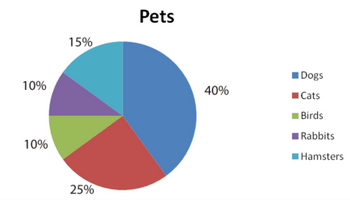 Pets
15%
40%
10%
10%
25%
Dogs
Cats
Birds
Rabbits
Hamsters